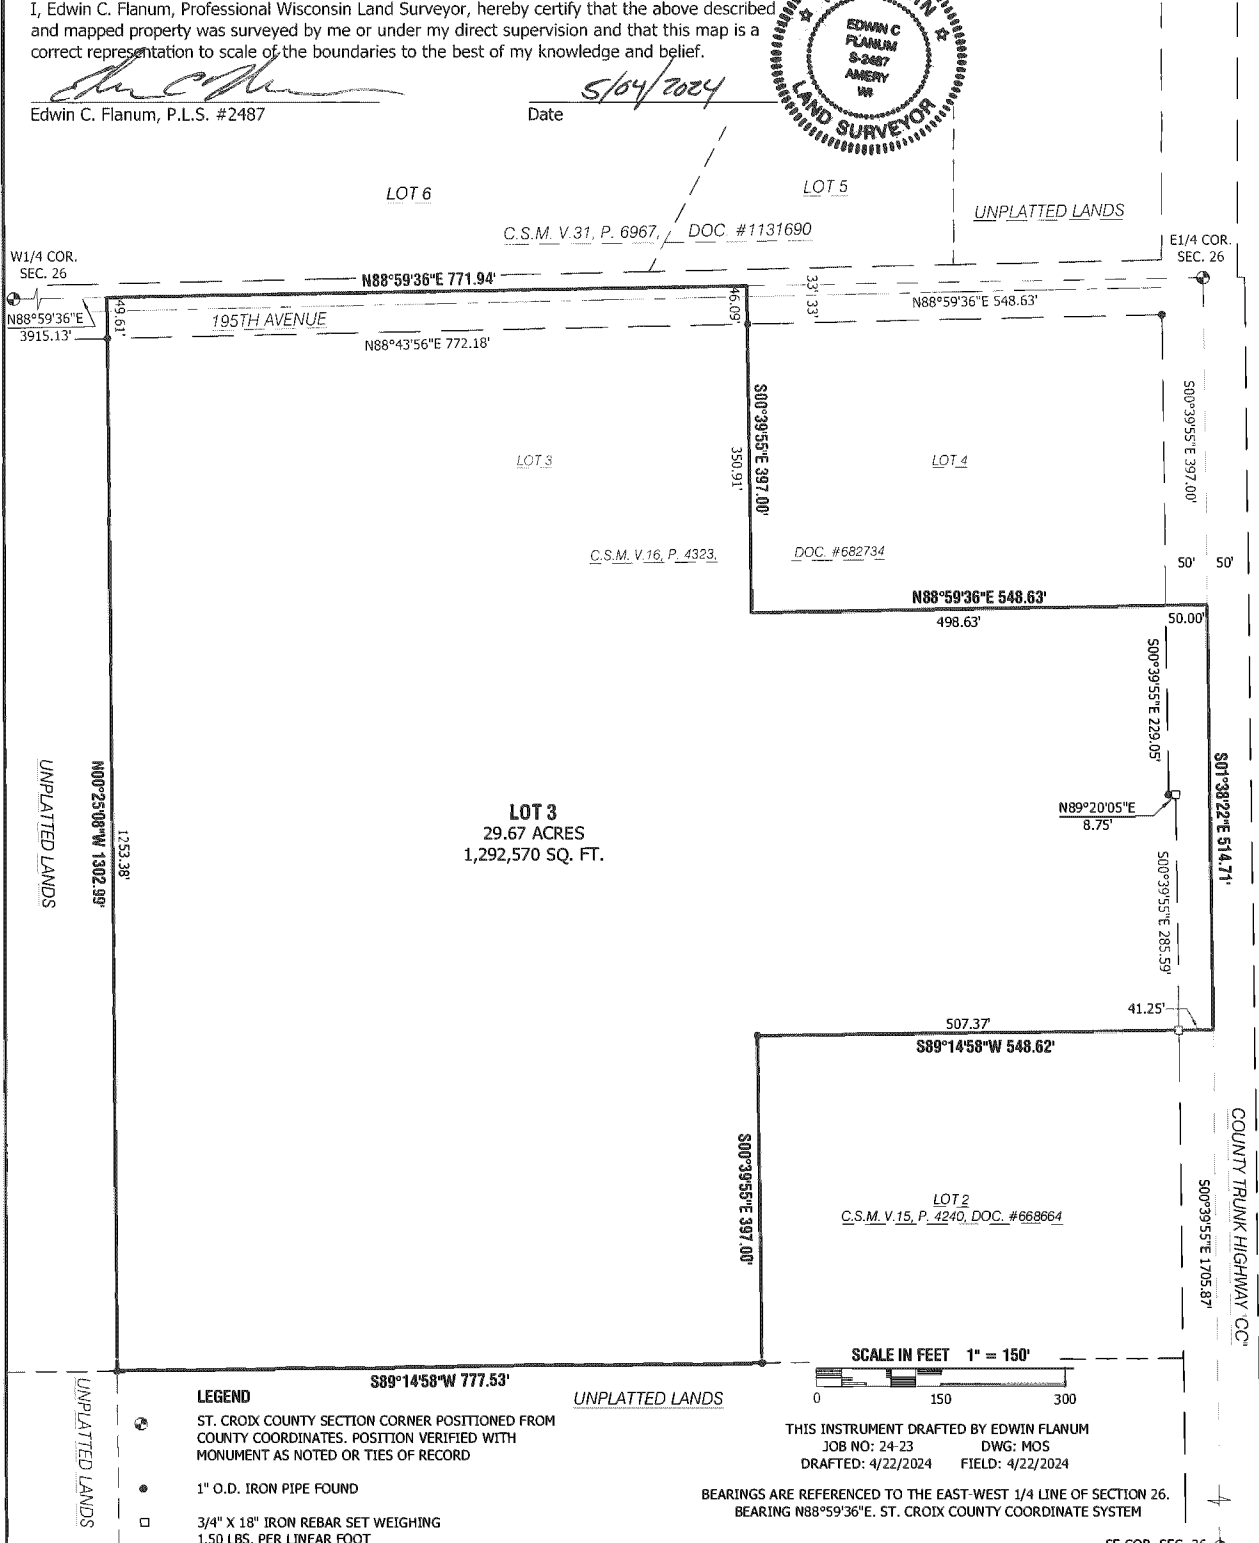 I, Edwin C. Flanum, Professional Wisconsin Land Surveyor, hereby certify that the above described
and mapped property was surveyed by me or under my direct supervision and that this map is a
correct representation to scale of the boundaries to the best of my knowledge and belief.
5/04/2024
Edwin C. Flanum, P.L.S. #2487
Date
EDWIN C
FLANUM
S-2487
AMERY
WI
LAND SURVEYOR
LOT 6
LOT 5
UNPLATTED LANDS
C.S.M. V.31, P. 6967, DOC. #1131690
W1/4 COR.
SEC. 26
E1/4 COR.
SEC. 26
N88°59'36"E 771.94'
N88°59'36"E
3915.13'
49.61'
195TH AVENUE
46.09'
33' 33'
N88°59'36"E 548.63'
N88°43'56"E 772.18'
S00°39'55"E 397.00'
350.91'
S00°39'55"E 397.00'
LOT 3
LOT 4
C.S.M. V.16, P. 4323,
DOC. #682734
50' 50'
N88°59'36"E 548.63'
498.63'
50.00'
S00°39'55"E 229.05'
S01°38'22"E 514.71'
N89°20'05"E
8.75'
S00°39'55"E 285.59'
UNPLATTED LANDS
N00°25'08"W 1302.99'
1253.38'
LOT 3
29.67 ACRES
1,292,570 SQ. FT.
41.25'
507.37'
S89°14'58"W 548.62'
S00°39'55"E 397.00'
LOT 2
C.S.M. V.15, P. 4240, DOC. #668664
S00°39'55"E 1705.87'
COUNTY TRUNK HIGHWAY "CC"
S89°14'58"W 777.53'
UNPLATTED LANDS
UNPLATTED LANDS
SCALE IN FEET 1" = 150'
0 150 300
LEGEND
ST. CROIX COUNTY SECTION CORNER POSITIONED FROM
COUNTY COORDINATES. POSITION VERIFIED WITH
MONUMENT AS NOTED OR TIES OF RECORD
1" O.D. IRON PIPE FOUND
3/4" X 18" IRON REBAR SET WEIGHING
1.50 LBS. PER LINEAR FOOT
THIS INSTRUMENT DRAFTED BY EDWIN FLANUM
JOB NO: 24-23 DWG: MOS
DRAFTED: 4/22/2024 FIELD: 4/22/2024
BEARINGS ARE REFERENCED TO THE EAST-WEST 1/4 LINE OF SECTION 26.
BEARING N88°59'36"E. ST. CROIX COUNTY COORDINATE SYSTEM
SE COR. SEC. 26